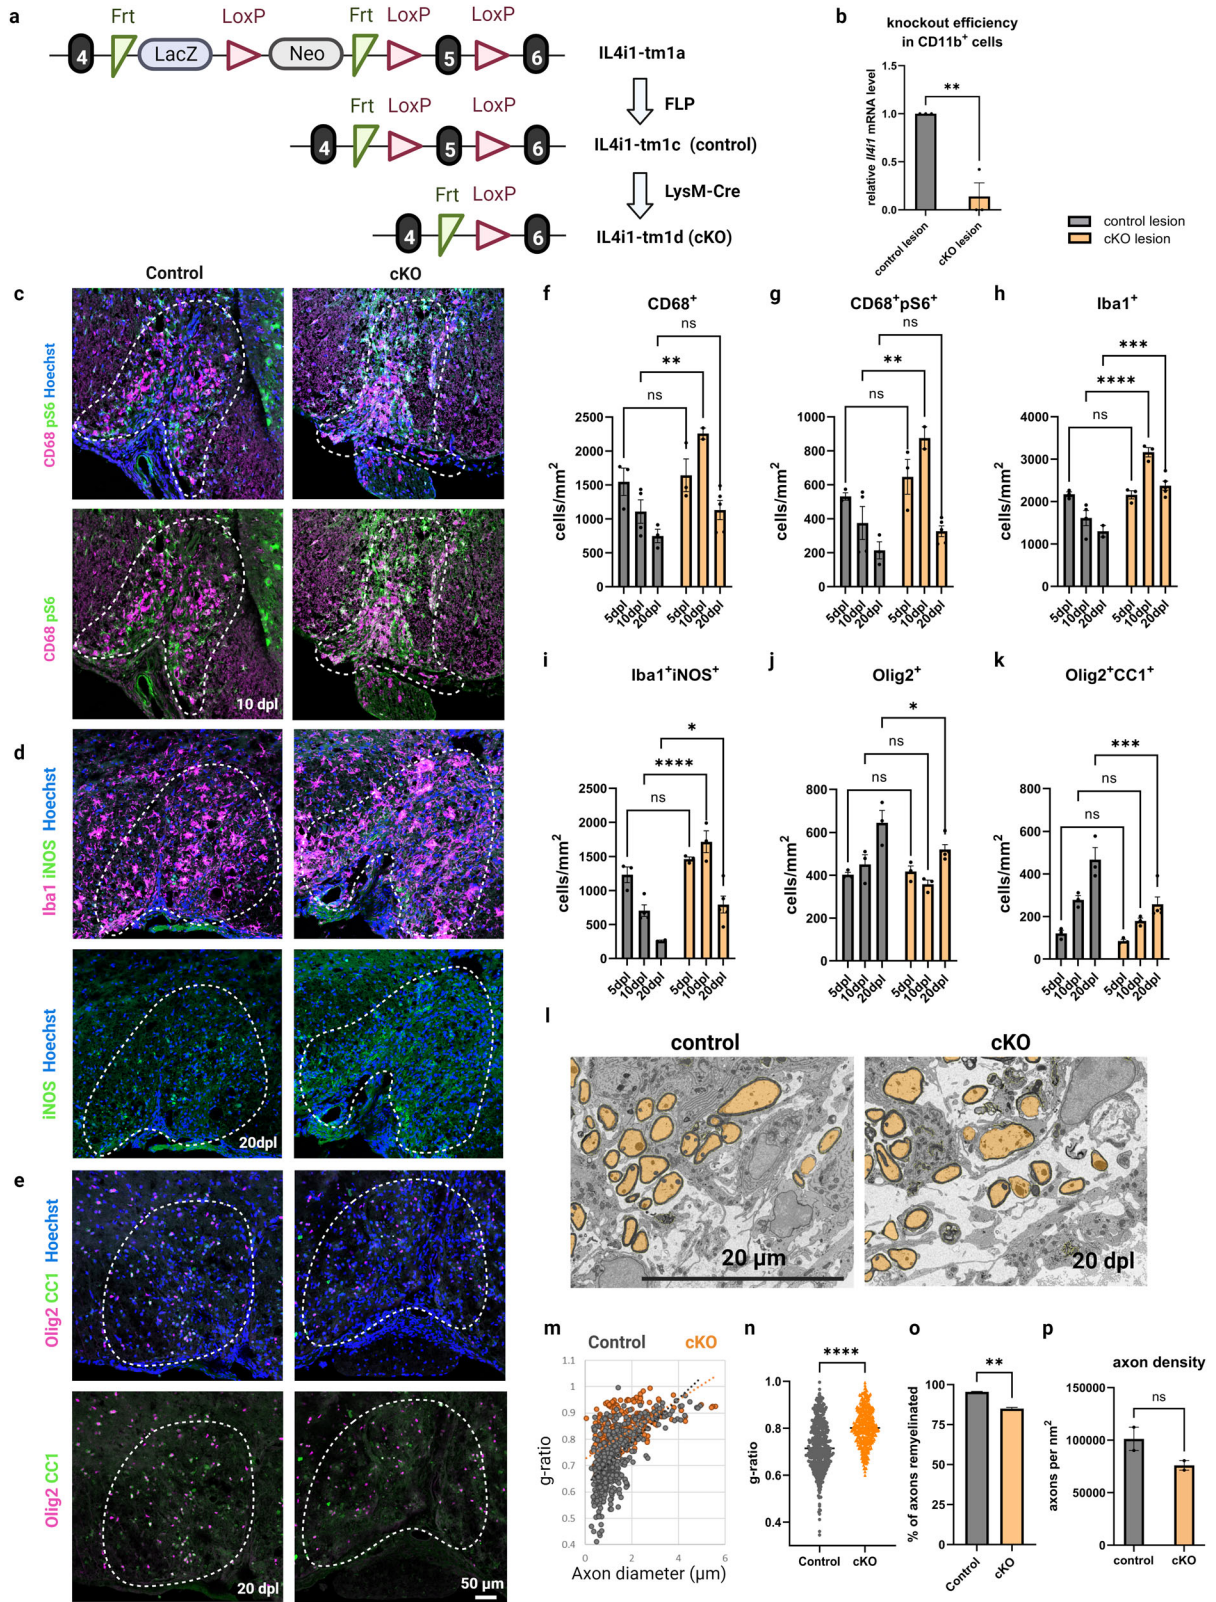 a
Frt LoxP Frt LoxP LoxP
4 LacZ Neo 5 6
IL4i1-tm1a
FLP
Frt LoxP LoxP
4 5 6
IL4i1-tm1c (control)
LysM-Cre
Frt LoxP
4 6
IL4i1-tm1d (cKO)
b
knockout efficiency
in CD11b+ cells
relative Il4i1 mRNA level
1.5
1.0
0.5
0.0
**
control lesion
cKO lesion
control lesion
cKO lesion
c
Control cKO
CD68 pS6 Hoechst
CD68 pS6
10 dpl
d
Iba1 iNOS Hoechst
iNOS Hoechst
20dpl
e
Olig2 CC1 Hoechst
Olig2 CC1
20 dpl
50 µm
f
CD68+
ns
**
ns
cells/mm2
2500
2000
1500
1000
500
0
5dpl 10dpl 20dpl 5dpl 10dpl 20dpl
g
CD68+pS6+
ns
**
ns
cells/mm2
1000
800
600
400
200
0
5dpl 10dpl 20dpl 5dpl 10dpl 20dpl
h
Iba1+
***
****
ns
cells/mm2
4000
3000
2000
1000
0
5dpl 10dpl 20dpl 5dpl 10dpl 20dpl
i
Iba1+iNOS+
*
****
ns
cells/mm2
2500
2000
1500
1000
500
0
5dpl 10dpl 20dpl 5dpl 10dpl 20dpl
j
Olig2+
*
ns
ns
cells/mm2
800
600
400
200
0
5dpl 10dpl 20dpl 5dpl 10dpl 20dpl
k
Olig2+CC1+
***
ns
ns
cells/mm2
800
600
400
200
0
5dpl 10dpl 20dpl 5dpl 10dpl 20dpl
l
control cKO
20 µm
20 dpl
m
Control cKO
g-ratio
1.1
1
0.9
0.8
0.7
0.6
0.5
0.4
0 2 4 6
Axon diameter (µm)
n
****
g-ratio
1.0
0.8
0.6
0.4
Control cKO
o
**
% of axons remyelinated
100
75
50
25
0
Control cKO
p
axon density
ns
axons per nm2
150000
100000
50000
0
control cKO